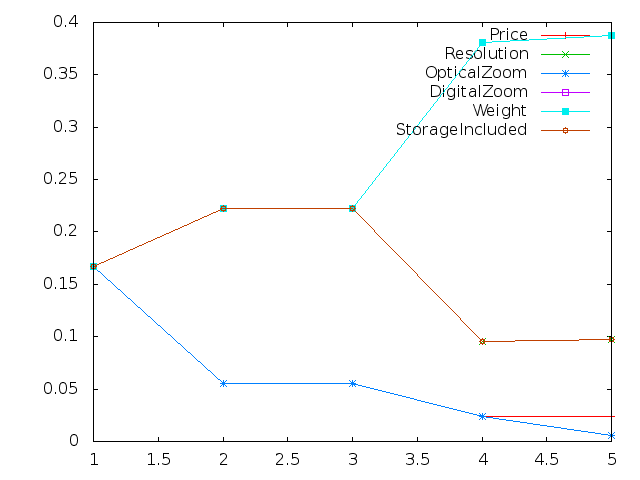 0.4
0.35
0.3
0.25
0.2
0.15
0.1
0.05
0
1 1.5 2 2.5 3 3.5 4 4.5 5
Price
Resolution
OpticalZoom
DigitalZoom
Weight
StorageIncluded